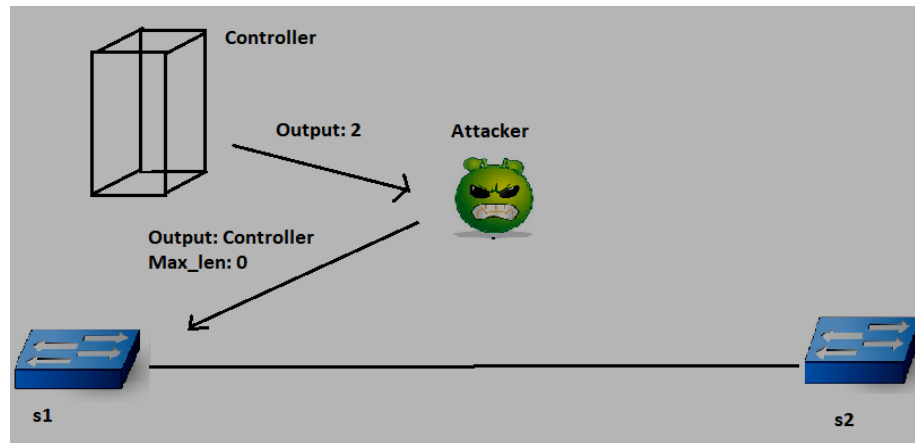 Controller
Output: 2
Attacker
Output: Controller
Max_len: 0
s1
s2